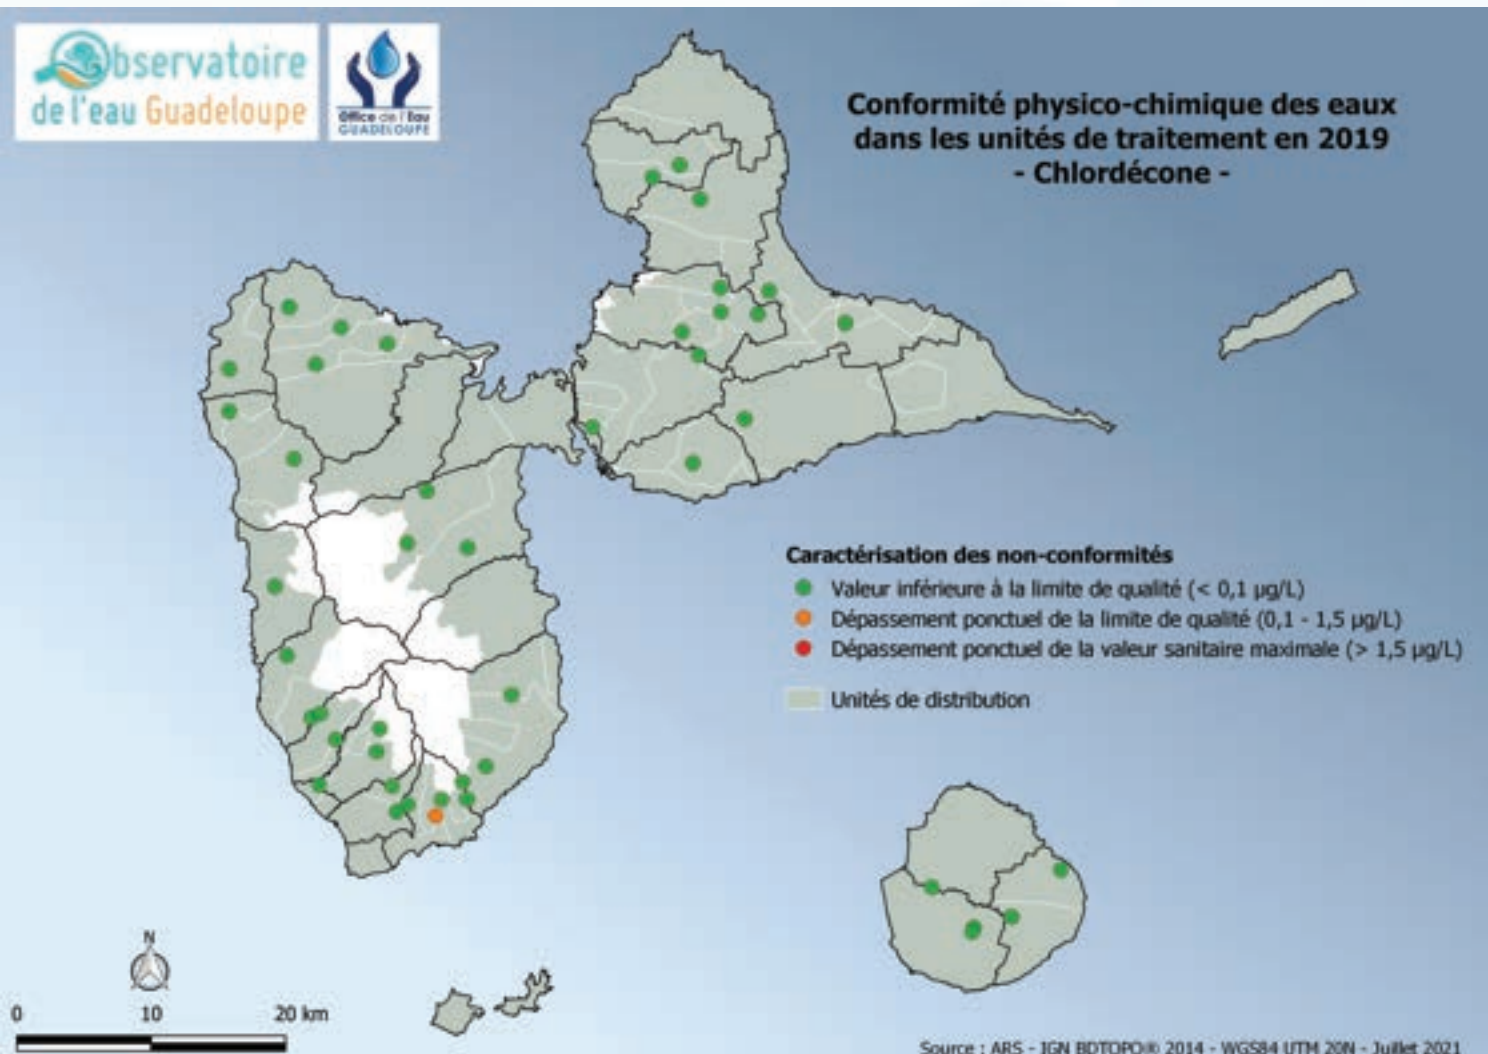 Observatoire
de l'eau Guadeloupe
Office de l'Eau
GUADELOUPE
Conformité physico-chimique des eaux
dans les unités de traitement en 2019
- Chlordécone -
Caractérisation des non-conformités
Valeur inférieure à la limite de qualité (< 0,1 µg/L)
Dépassement ponctuel de la limite de qualité (0,1 - 1,5 µg/L)
Dépassement ponctuel de la valeur sanitaire maximale (> 1,5 µg/L)
Unités de distribution
N
0 10 20 km
Source : ARS - IGN BDTOPO® 2014 - WGS84 UTM 20N - Juillet 2021